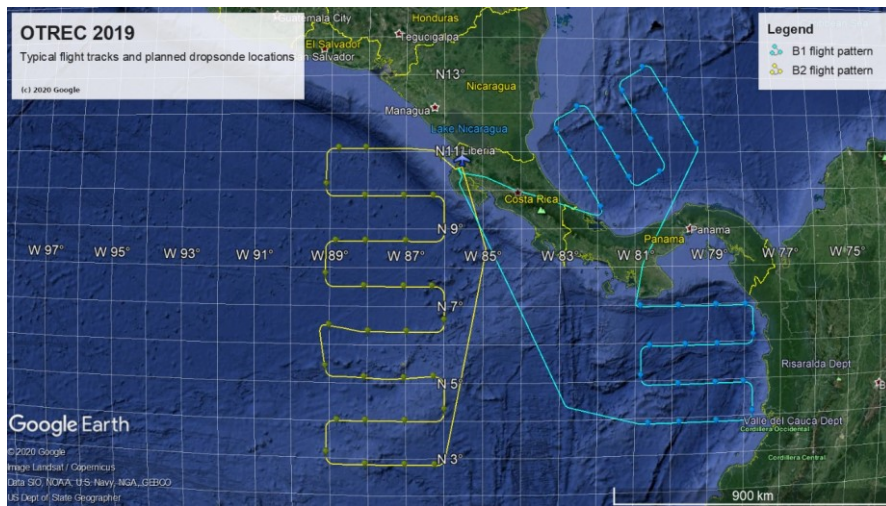 OTREC 2019
Typical flight tracks and planned dropsonde locations
(c) 2020 Google
Legend
B1 flight pattern
B2 flight pattern
Guatemala City
Honduras
Tegucigalpa
El Salvador
San Salvador
N13°
Nicaragua
Managua
Lake Nicaragua
N11°
Liberia
Costa Rica
N 9°
Panama
Panama
W 97°
W 95°
W 93°
W 91°
W 89°
W 87°
W 85°
W 83°
W 81°
W 79°
W 77°
W 75°
N 7°
Risaralda Dept
N 5°
Valle del Cauca Dept
Cordillera Occidental
Cordillera Central
N 3°
Google Earth
© 2020 Google
Image Landsat / Copernicus
Data SIO, NOAA, U.S. Navy, NGA, GEBCO
US Dept of State Geographer
900 km